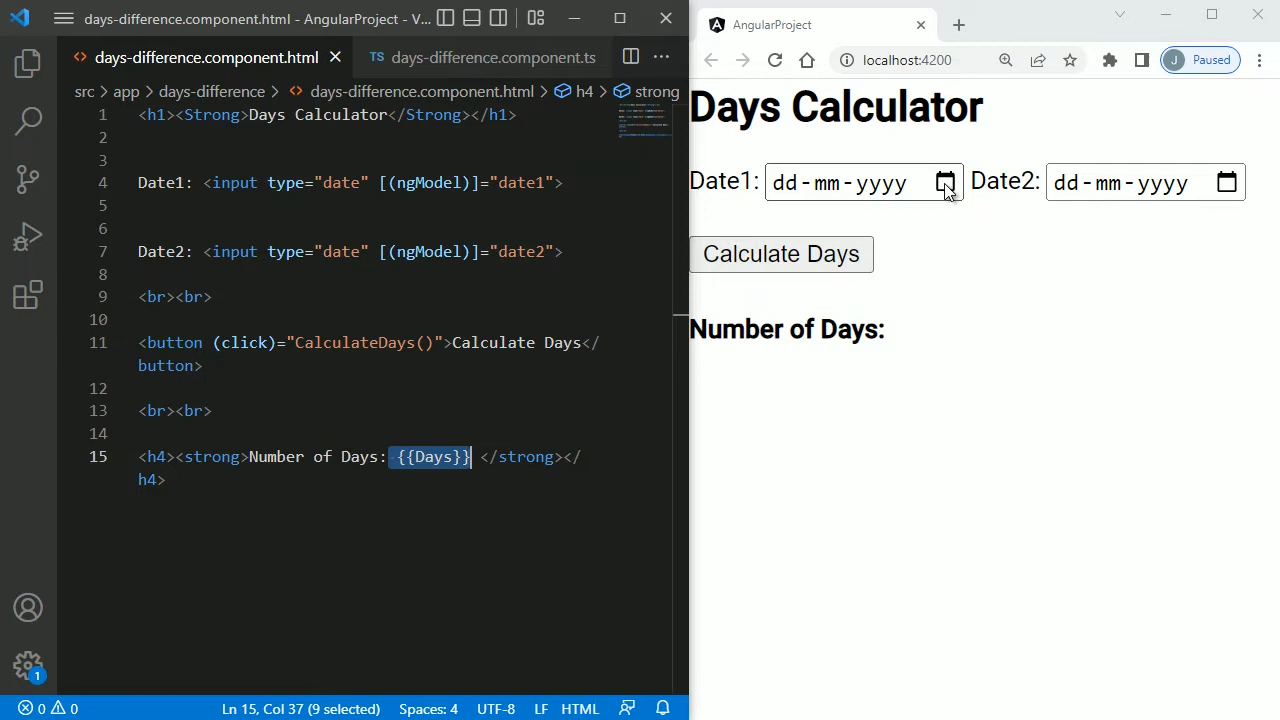 days-difference.component.html - AngularProject - V...
days-difference.component.html
TS days-difference.component.ts
src > app > days-difference > days-difference.component.html > h4 > strong
1 <h1><Strong>Days Calculator</Strong></h1>
2
3
4 Date1: <input type="date" [(ngModel)]="date1">
5
6
7 Date2: <input type="date" [(ngModel)]="date2">
8
9 <br><br>
10
11 <button (click)="CalculateDays()">Calculate Days</
button>
12
13 <br><br>
14
15 <h4><strong>Number of Days: {{Days}} </strong></
h4>
1
0 0
Ln 15, Col 37 (9 selected)
Spaces: 4
UTF-8
LF
HTML
AngularProject
localhost:4200
J Paused
Days Calculator
Date1: dd-mm-yyyy Date2: dd-mm-yyyy
Calculate Days
Number of Days: